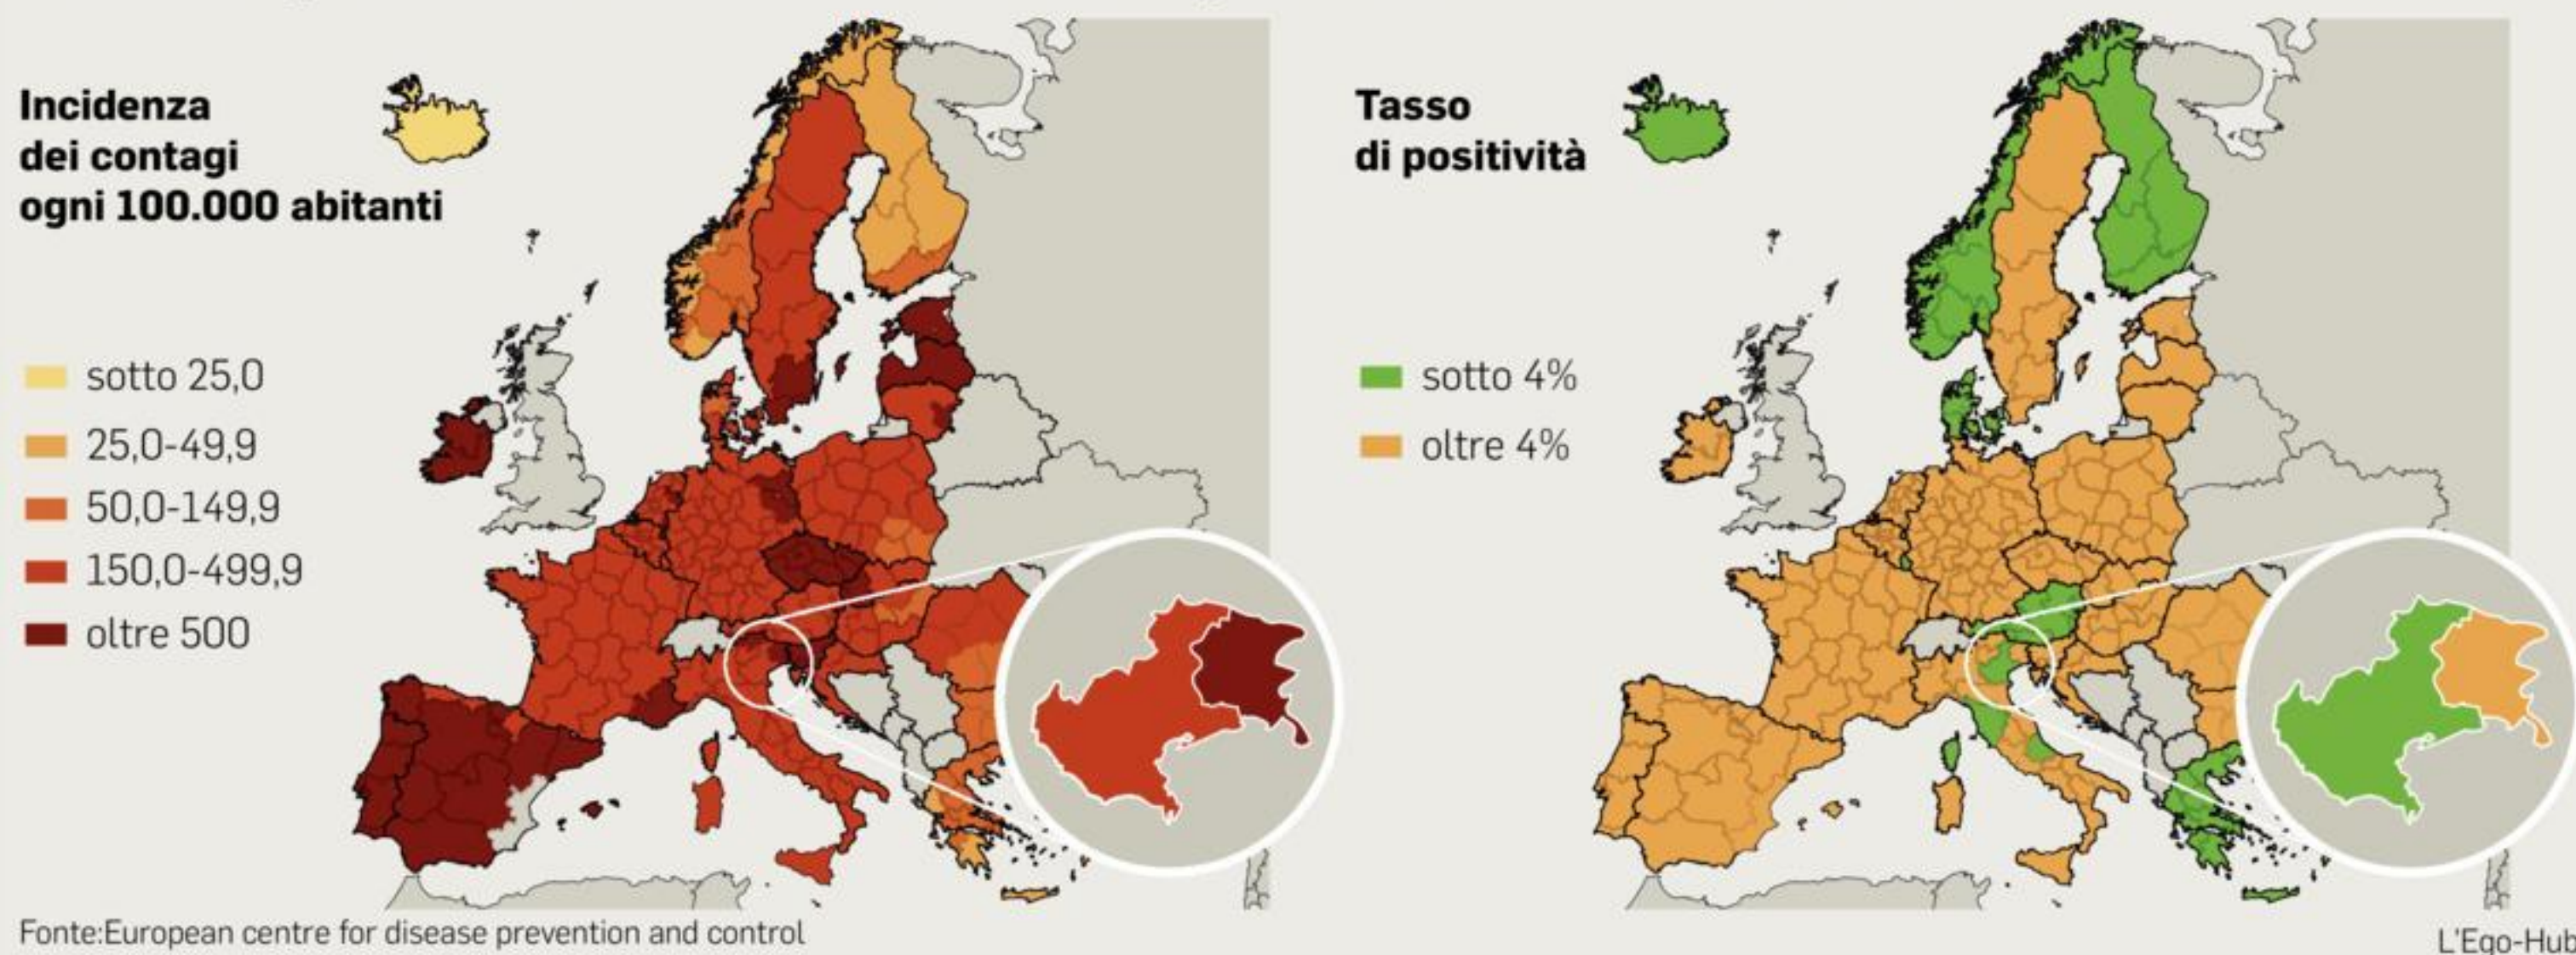 Incidenza
dei contagi
ogni 100.000 abitanti
sotto 25,0
25,0-49,9
50,0-149,9
150,0-499,9
oltre 500
Tasso
di positività
sotto 4%
oltre 4%
Fonte:European centre for disease prevention and control
L'Ego-Hub